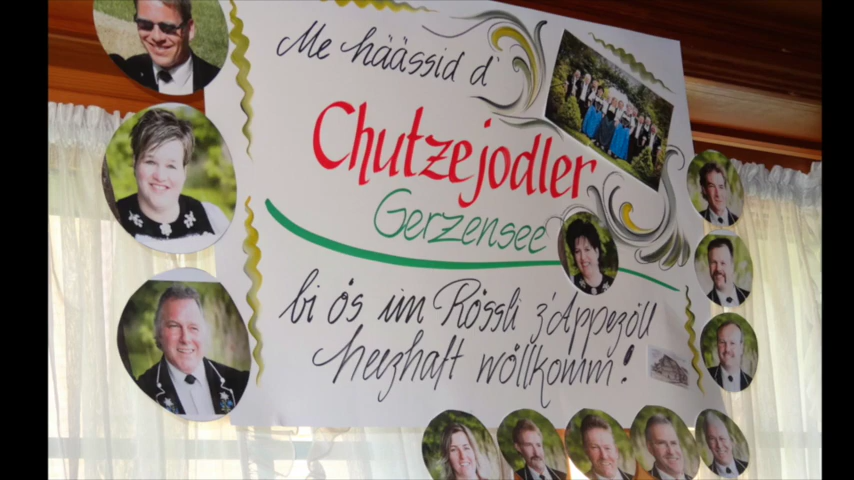 Me häässid d'
Chutzejodler
Gerzensee
bi ös im Rössli z'Appezöll
herzhaft wöllkomm!